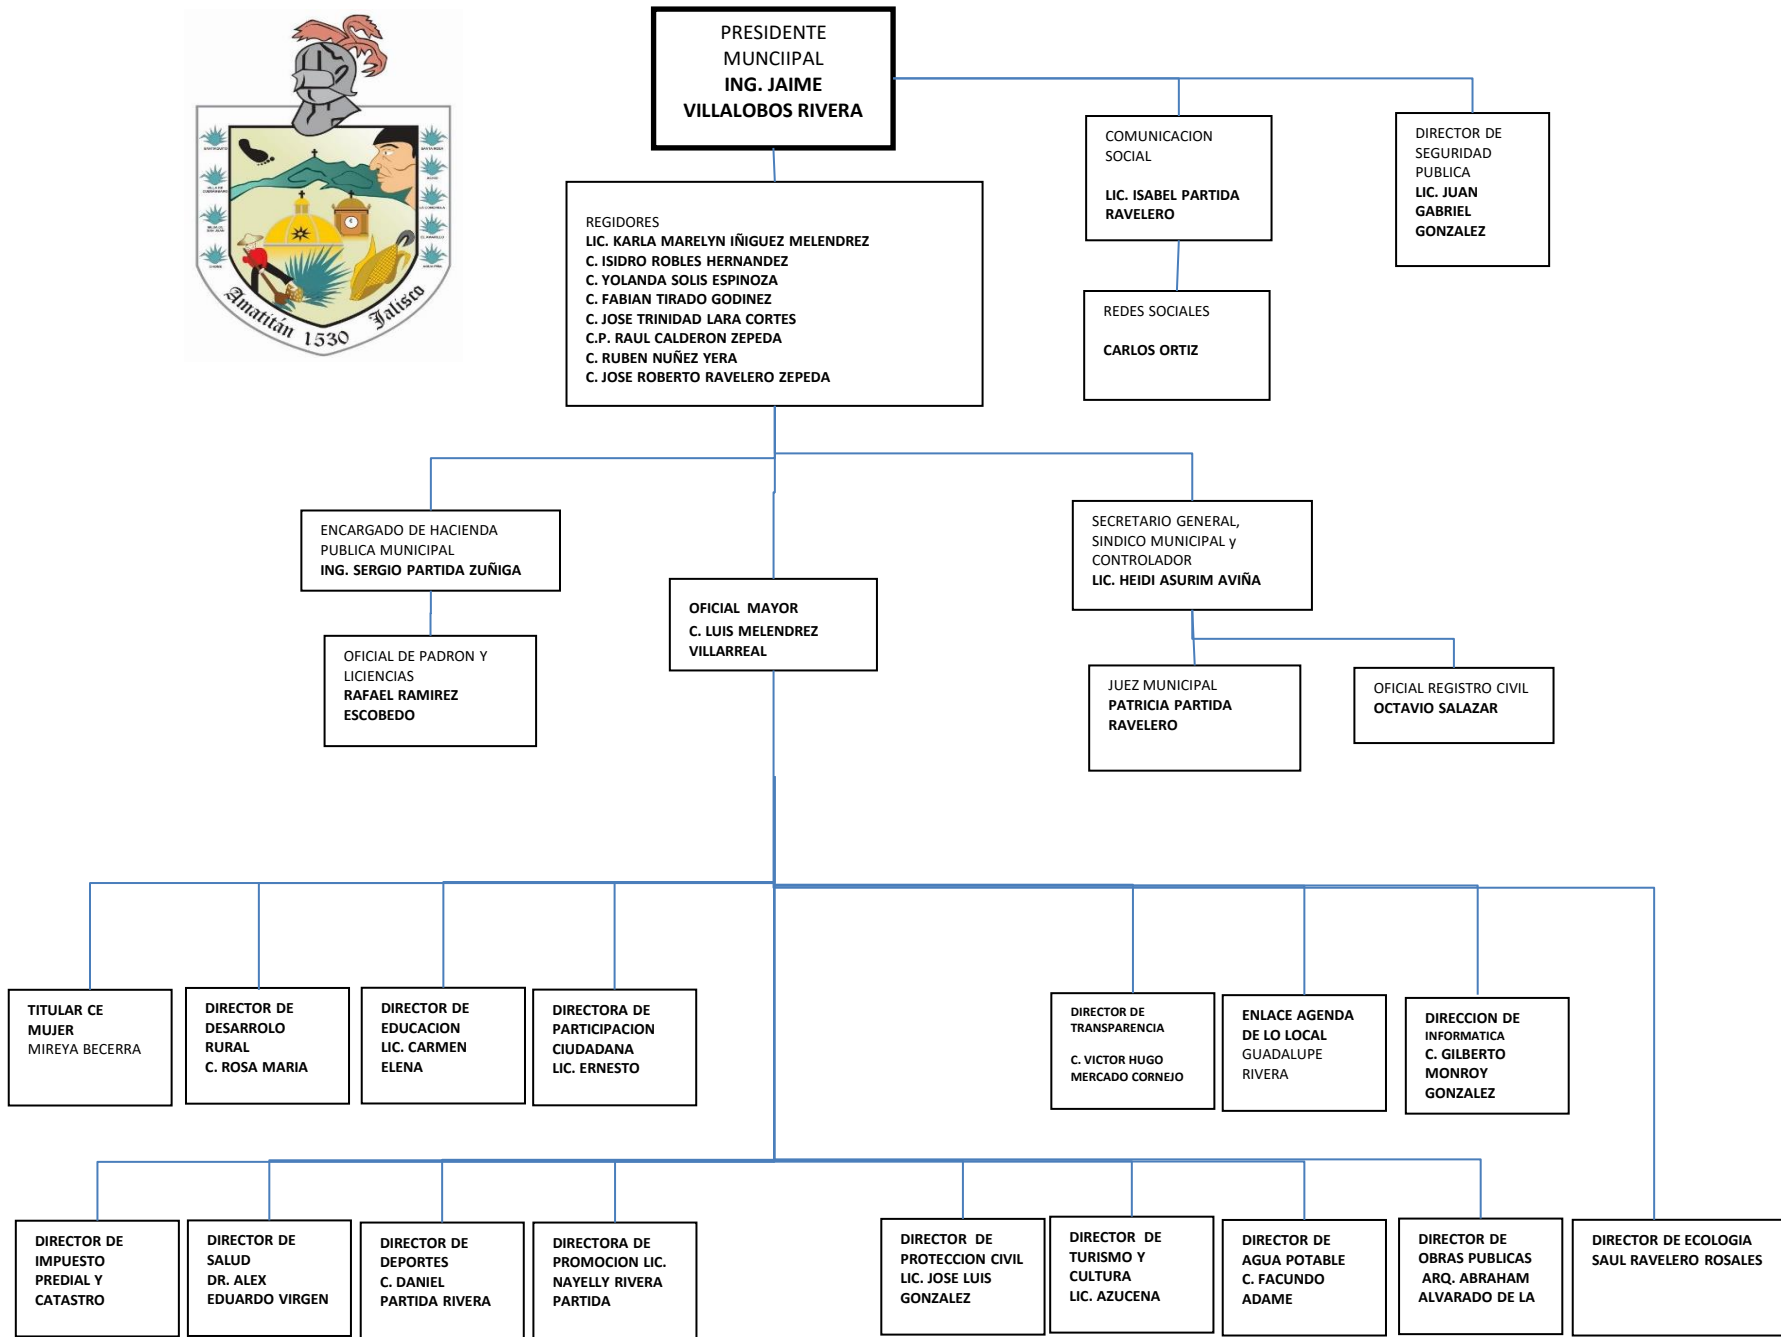 Amatitán 1530 Jalisco
PRESIDENTE
MUNCIIPAL
ING. JAIME
VILLALOBOS RIVERA
COMUNICACION
SOCIAL
LIC. ISABEL PARTIDA
RAVELERO
DIRECTOR DE
SEGURIDAD
PUBLICA
LIC. JUAN
GABRIEL
GONZALEZ
REGIDORES
LIC. KARLA MARELYN IÑIGUEZ MELENDREZ
C. ISIDRO ROBLES HERNANDEZ
C. YOLANDA SOLIS ESPINOZA
C. FABIAN TIRADO GODINEZ
C. JOSE TRINIDAD LARA CORTES
C.P. RAUL CALDERON ZEPEDA
C. RUBEN NUÑEZ YERA
C. JOSE ROBERTO RAVELERO ZEPEDA
REDES SOCIALES
CARLOS ORTIZ
ENCARGADO DE HACIENDA
PUBLICA MUNICIPAL
ING. SERGIO PARTIDA ZUÑIGA
OFICIAL MAYOR
C. LUIS MELENDREZ
VILLARREAL
SECRETARIO GENERAL,
SINDICO MUNICIPAL y
CONTROLADOR
LIC. HEIDI ASURIM AVIÑA
OFICIAL DE PADRON Y
LICIENCIAS
RAFAEL RAMIREZ
ESCOBEDO
JUEZ MUNICIPAL
PATRICIA PARTIDA
RAVELERO
OFICIAL REGISTRO CIVIL
OCTAVIO SALAZAR
TITULAR CE
MUJER
MIREYA BECERRA
DIRECTOR DE
DESARROLO
RURAL
C. ROSA MARIA
DIRECTOR DE
EDUCACION
LIC. CARMEN
ELENA
DIRECTORA DE
PARTICIPACION
CIUDADANA
LIC. ERNESTO
DIRECTOR DE
TRANSPARENCIA
C. VICTOR HUGO
MERCADO CORNEJO
ENLACE AGENDA
DE LO LOCAL
GUADALUPE
RIVERA
DIRECCION DE
INFORMATICA
C. GILBERTO
MONROY
GONZALEZ
DIRECTOR DE
IMPUESTO
PREDIAL Y
CATASTRO
DIRECTOR DE
SALUD
DR. ALEX
EDUARDO VIRGEN
DIRECTOR DE
DEPORTES
C. DANIEL
PARTIDA RIVERA
DIRECTORA DE
PROMOCION LIC.
NAYELLY RIVERA
PARTIDA
DIRECTOR DE
PROTECCION CIVIL
LIC. JOSE LUIS
GONZALEZ
DIRECTOR DE
TURISMO Y
CULTURA
LIC. AZUCENA
DIRECTOR DE
AGUA POTABLE
C. FACUNDO
ADAME
DIRECTOR DE
OBRAS PUBLICAS
ARQ. ABRAHAM
ALVARADO DE LA
DIRECTOR DE ECOLOGIA
SAUL RAVELERO ROSALES